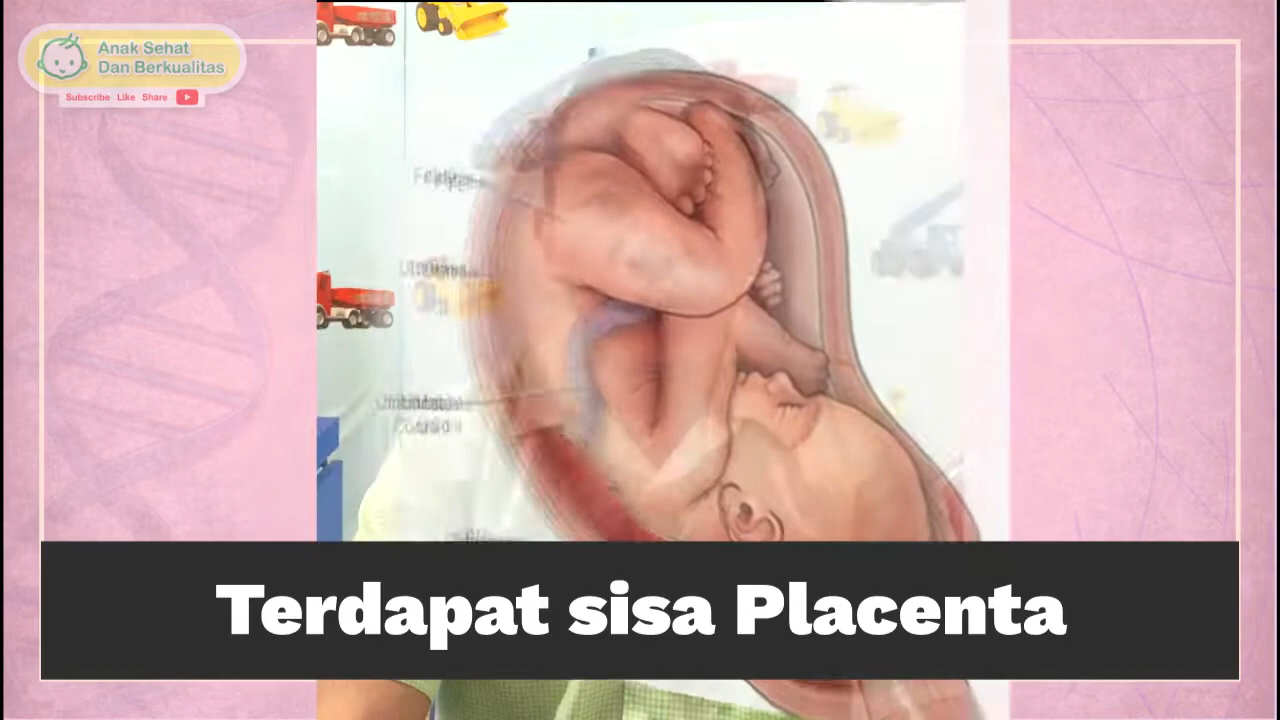 Anak Sehat
Dan Berkualitas
Subscribe Like Share
Terdapat sisa Placenta